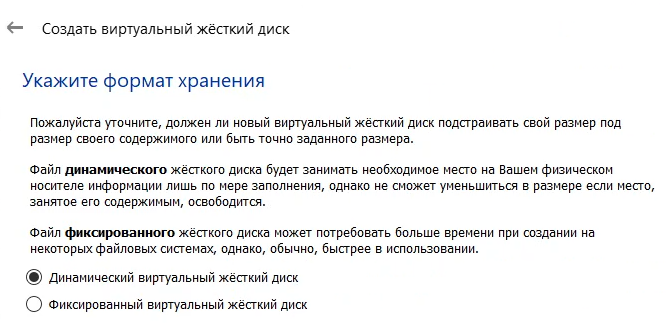 Создать виртуальный жёсткий диск
Укажите формат хранения
Пожалуйста уточните, должен ли новый виртуальный жёсткий диск подстраивать свой размер под
размер своего содержимого или быть точно заданного размера.
Файл динамического жёсткого диска будет занимать необходимое место на Вашем физическом
носителе информации лишь по мере заполнения, однако не сможет уменьшиться в размере если место,
занятое его содержимым, освободится.
Файл фиксированного жёсткого диска может потребовать больше времени при создании на
некоторых файловых системах, однако, обычно, быстрее в использовании.
Динамический виртуальный жёсткий диск
Фиксированный виртуальный жёсткий диск